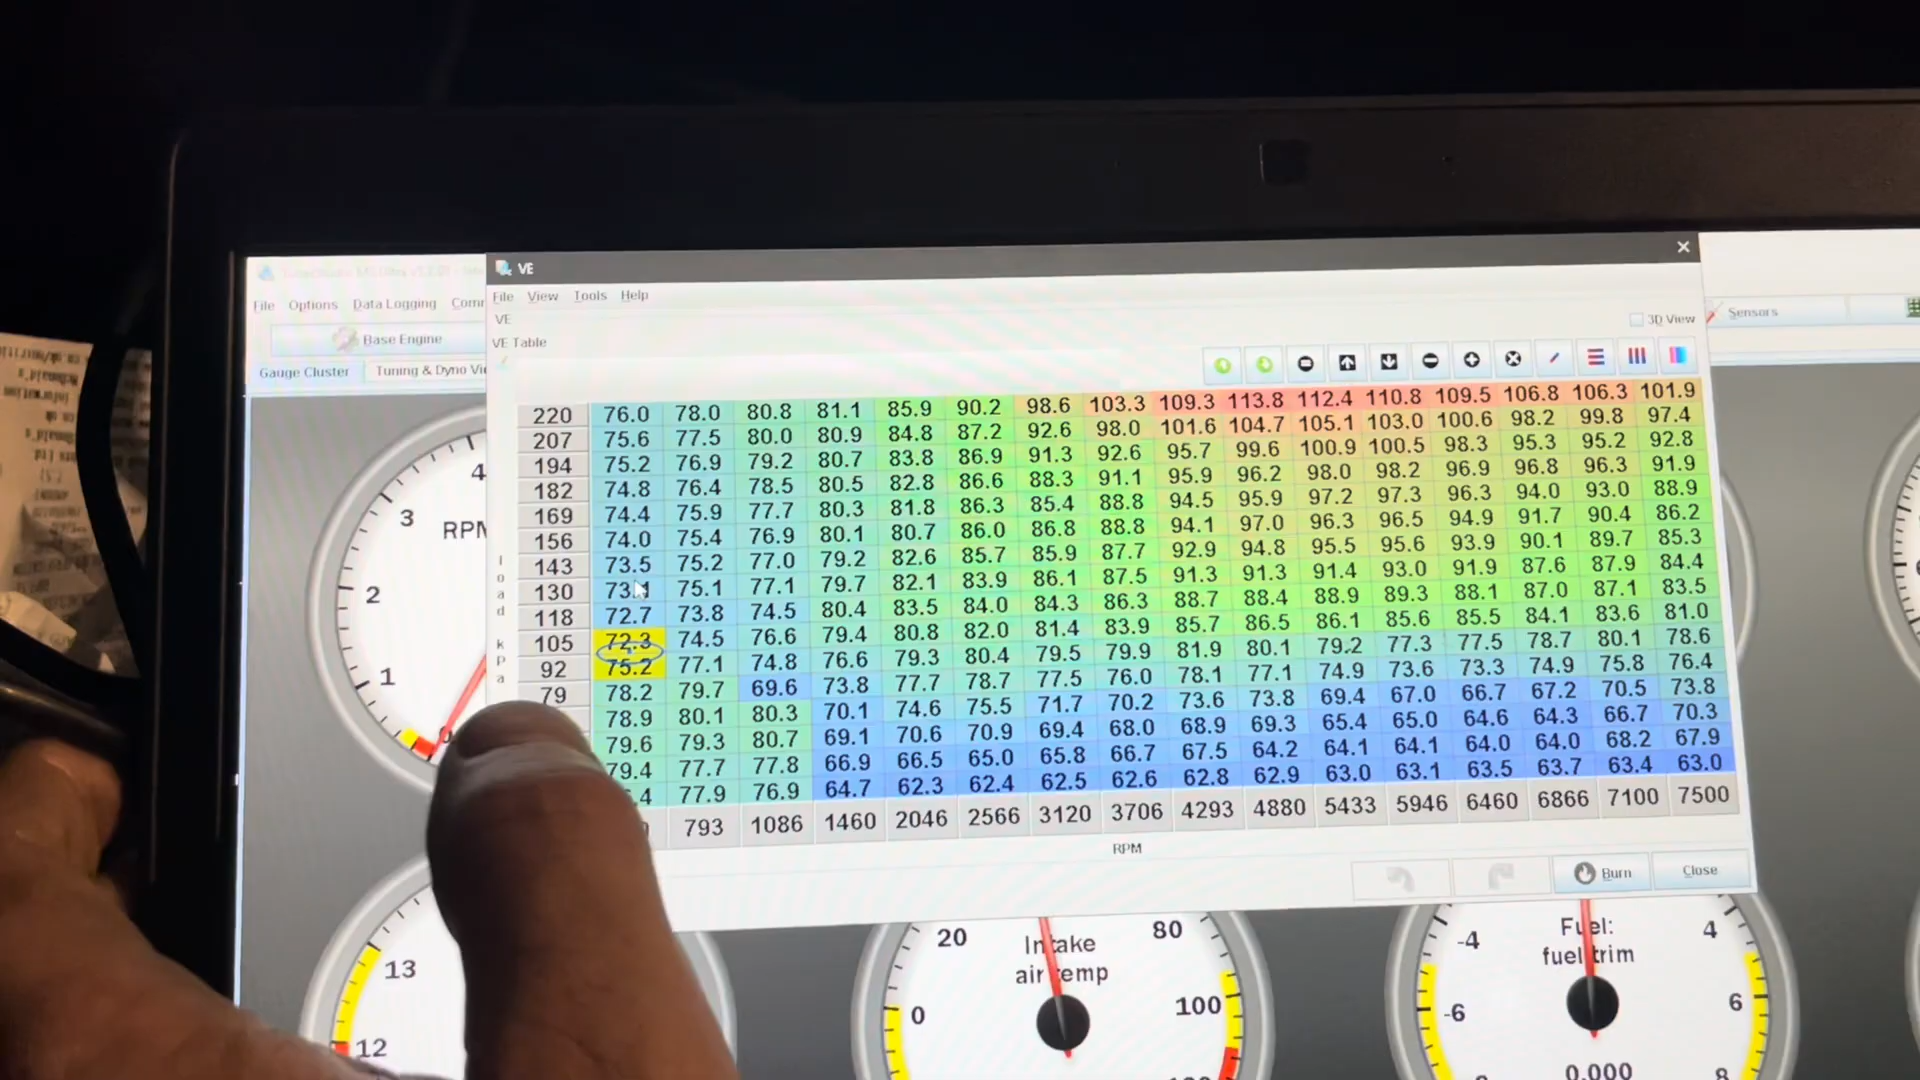 VE
File View Tools Help
File Options Data Logging
VE
3D View
Sensors
Base Engine
VE Table
Gauge Cluster Tuning & Dyno
220 76.0 78.0 80.8 81.1 85.9 90.2 98.6 103.3 109.3 113.8 112.4 110.8 109.5 106.8 106.3 101.9
207 75.6 77.5 80.0 80.9 84.8 87.2 92.6 98.0 101.6 104.7 105.1 103.0 100.6 98.2 99.8 97.4
194 75.2 76.9 79.2 80.7 83.8 86.9 91.3 92.6 95.7 99.6 100.9 100.5 98.3 95.3 95.2 92.8
182 74.8 76.4 78.5 80.5 82.8 86.6 88.3 91.1 95.9 96.2 98.0 98.2 96.9 96.8 96.3 91.9
169 74.4 75.9 77.7 80.3 81.8 86.3 85.4 88.8 94.5 95.9 97.2 97.3 96.3 94.0 93.0 88.9
156 74.0 75.4 76.9 80.1 80.7 86.0 86.8 88.8 94.1 97.0 96.3 96.5 94.9 91.7 90.4 86.2
143 73.5 75.2 77.0 79.2 82.6 85.7 85.9 87.7 92.9 94.8 95.5 95.6 93.9 90.1 89.7 85.3
130 75.1 77.1 79.7 82.1 83.9 86.1 87.5 91.3 91.3 91.4 93.0 91.9 87.6 87.9 84.4
118 72.7 73.8 74.5 80.4 83.5 84.0 84.3 86.3 88.7 88.4 88.9 89.3 88.1 87.0 87.1 83.5
105 72.3 74.5 76.6 79.4 80.8 82.0 81.4 83.9 85.7 86.5 86.1 85.6 85.5 84.1 83.6 81.0
92 75.2 77.1 74.8 76.6 79.3 80.4 79.5 79.9 81.9 80.1 79.2 77.3 77.5 78.7 80.1 78.6
79 78.2 79.7 69.6 73.8 77.7 78.7 77.5 76.0 78.1 77.1 74.9 73.6 73.3 74.9 75.8 76.4
78.9 80.1 80.3 70.1 74.6 75.5 71.7 70.2 73.6 73.8 69.4 67.0 66.7 67.2 70.5 73.8
79.6 79.3 80.7 69.1 70.6 70.9 69.4 68.0 68.9 69.3 65.4 65.0 64.6 64.3 66.7 70.3
79.4 77.7 77.8 66.9 66.5 65.0 65.8 66.7 67.5 64.2 64.1 64.1 64.0 64.0 68.2 67.9
77.9 76.9 64.7 62.3 62.4 62.5 62.6 62.8 62.9 63.0 63.1 63.5 63.7 63.4 63.0
793 1086 1460 2046 2566 3120 3706 4293 4880 5433 5946 6460 6866 7100 7500
load kPa
RPM
Burn Close
4
3
RPM
2
1
0
13
12
20
80
Intake
air temp
0
100
-4
4
Fuel:
fuel trim
-6
6
0.000
8